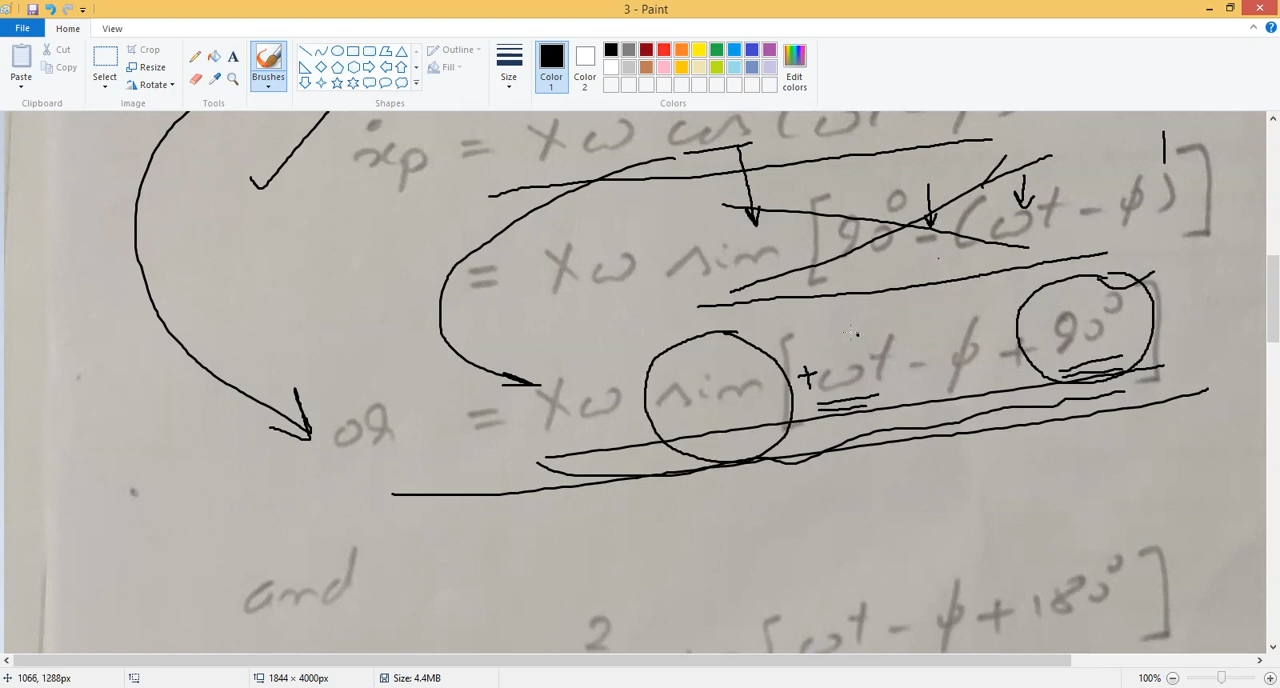 3 - Paint
File Home View
Paste
Cut
Copy
Clipboard
Select
Crop
Resize
Rotate
Image
Tools
Brushes
Shapes
Outline
Fill
Size
Color 1
Color 2
Edit colors
Colors
ẋp = Xω cos(ωt - φ)
= Xω sin [90° - (ωt - φ)]
or = Xω sin [+ωt - φ + 90°]
and
2 [ωt - φ + 180°]
1066, 1288px
1844 × 4000px
Size: 4.4MB
100%